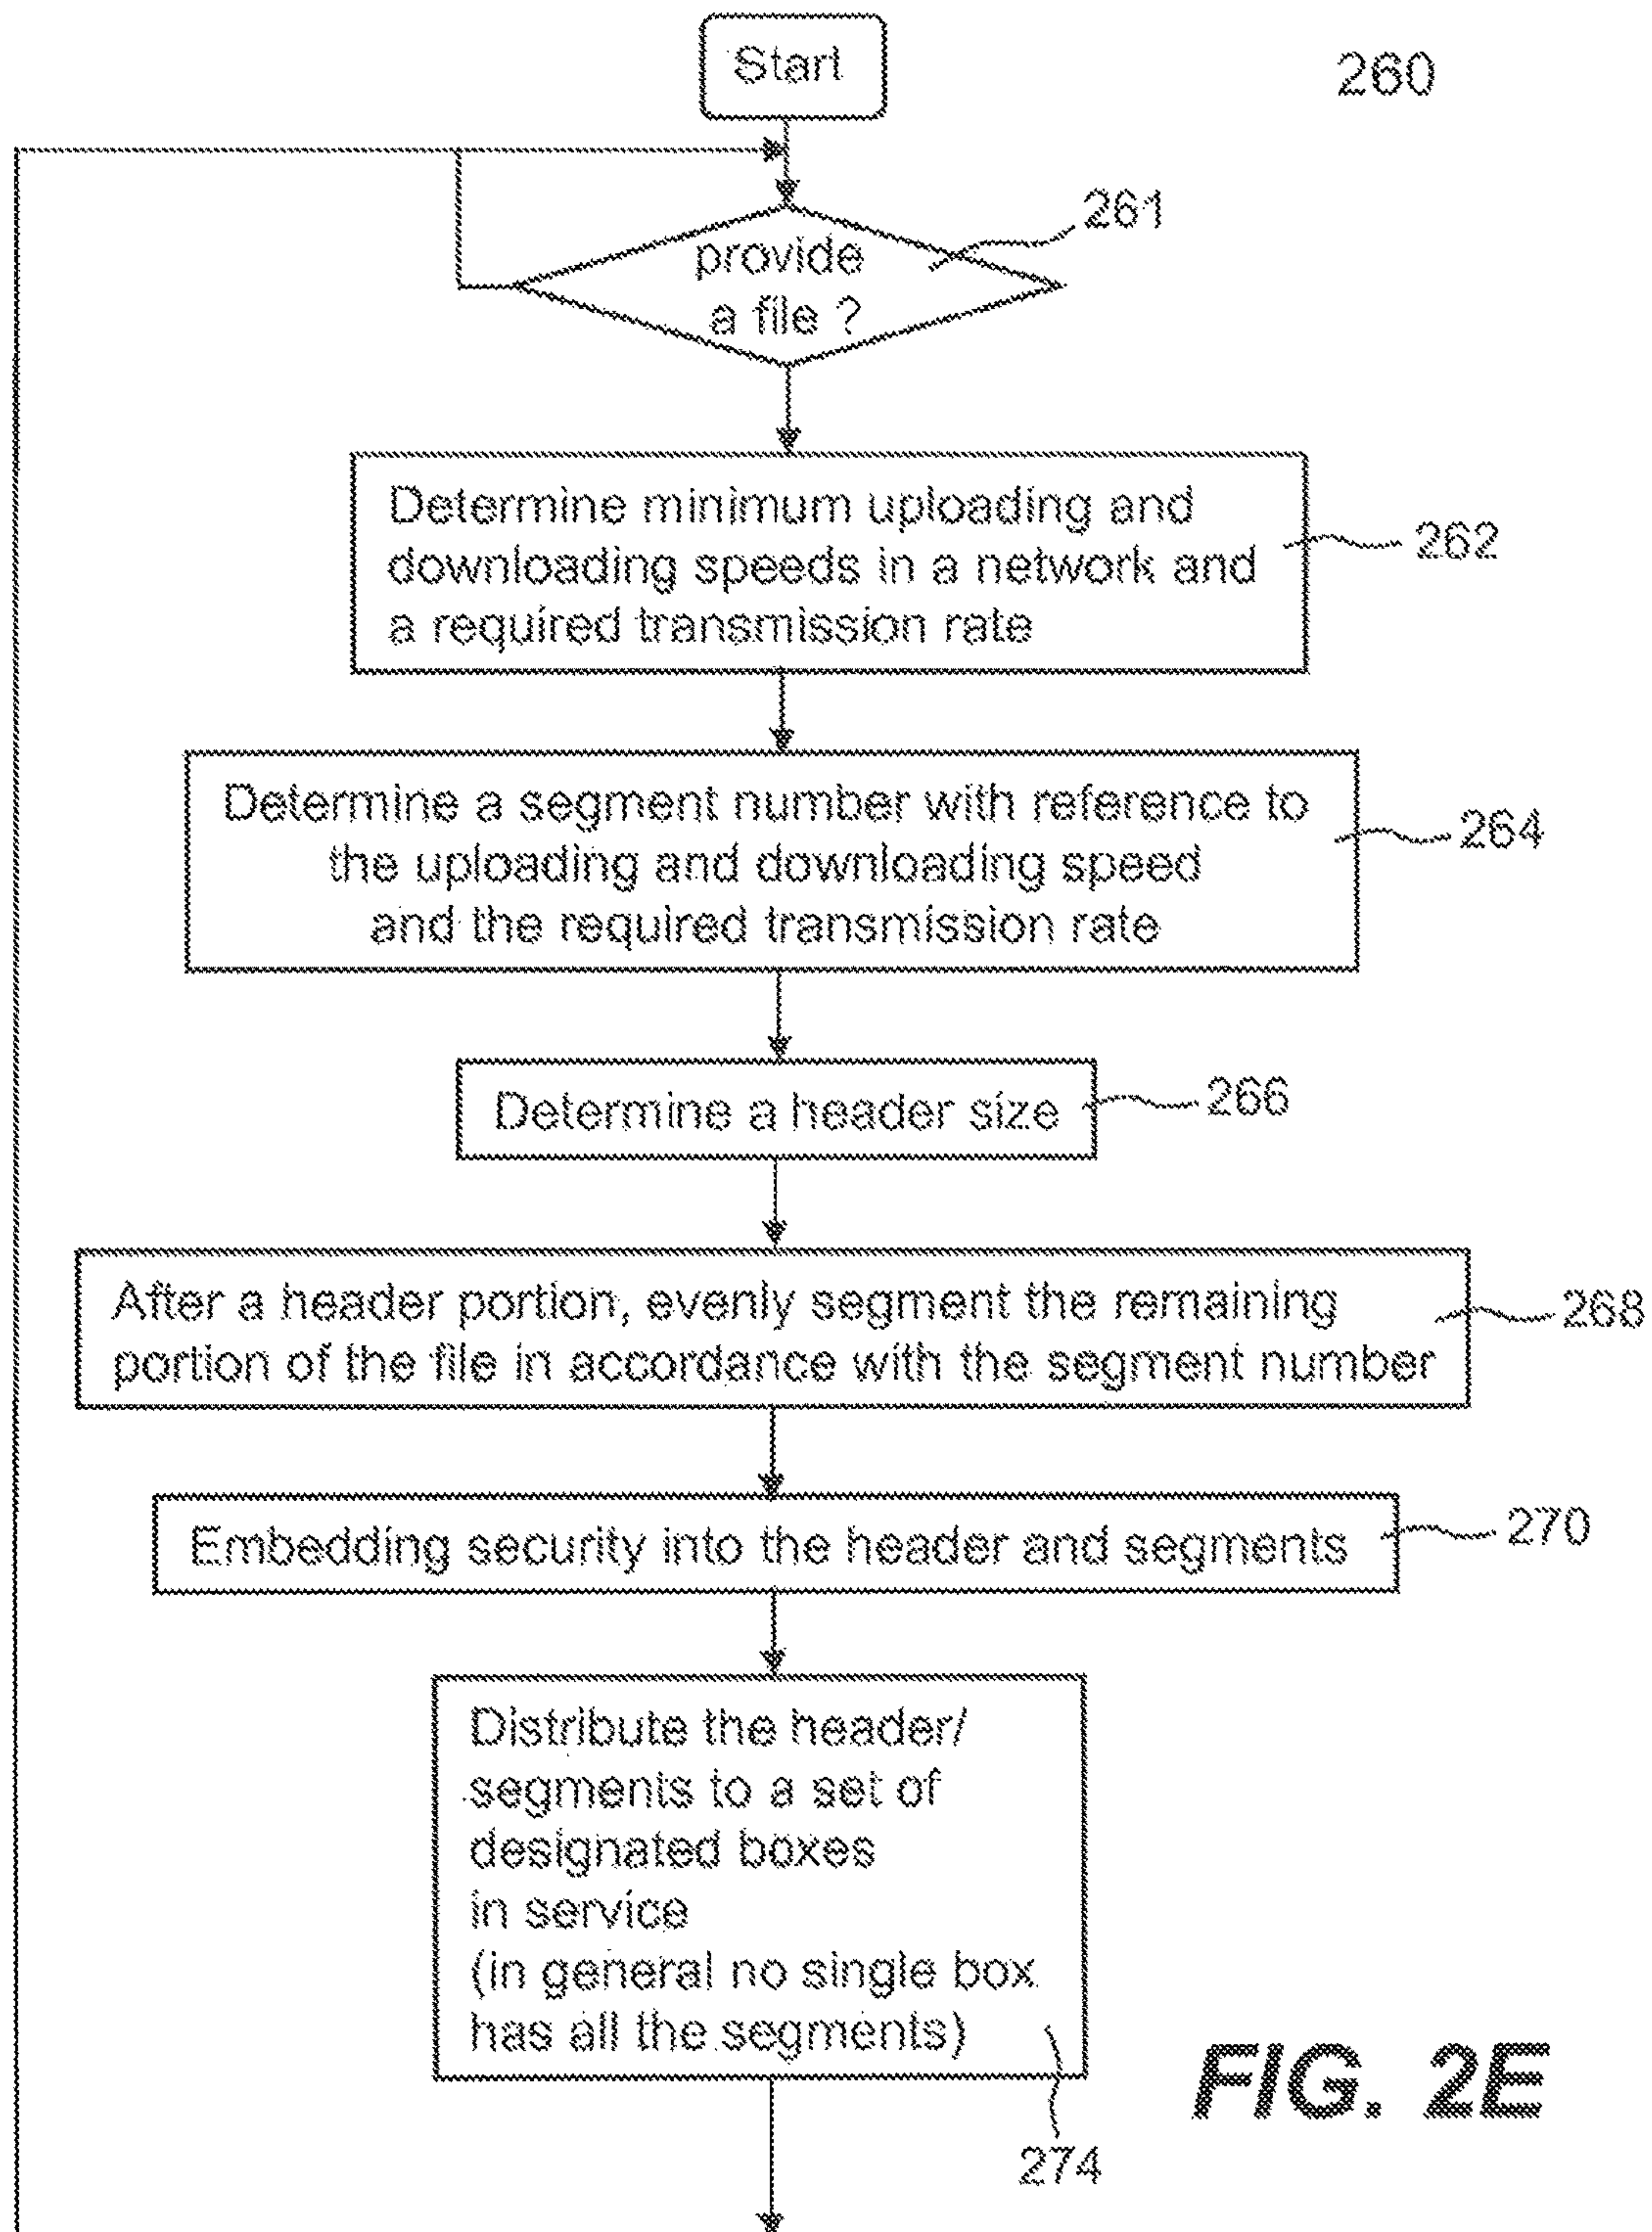 Start
260
provide
a file ?
261
Determine minimum uploading and
downloading speeds in a network and
a required transmission rate
262
Determine a segment number with reference to
the uploading and downloading speed
and the required transmission rate
264
Determine a header size
266
After a header portion, evenly segment the remaining
portion of the file in accordance with the segment number
268
Embedding security into the header and segments
270
Distribute the header/
segments to a set of
designated boxes
in service
(in general no single box
has all the segments)
274
FIG. 2E